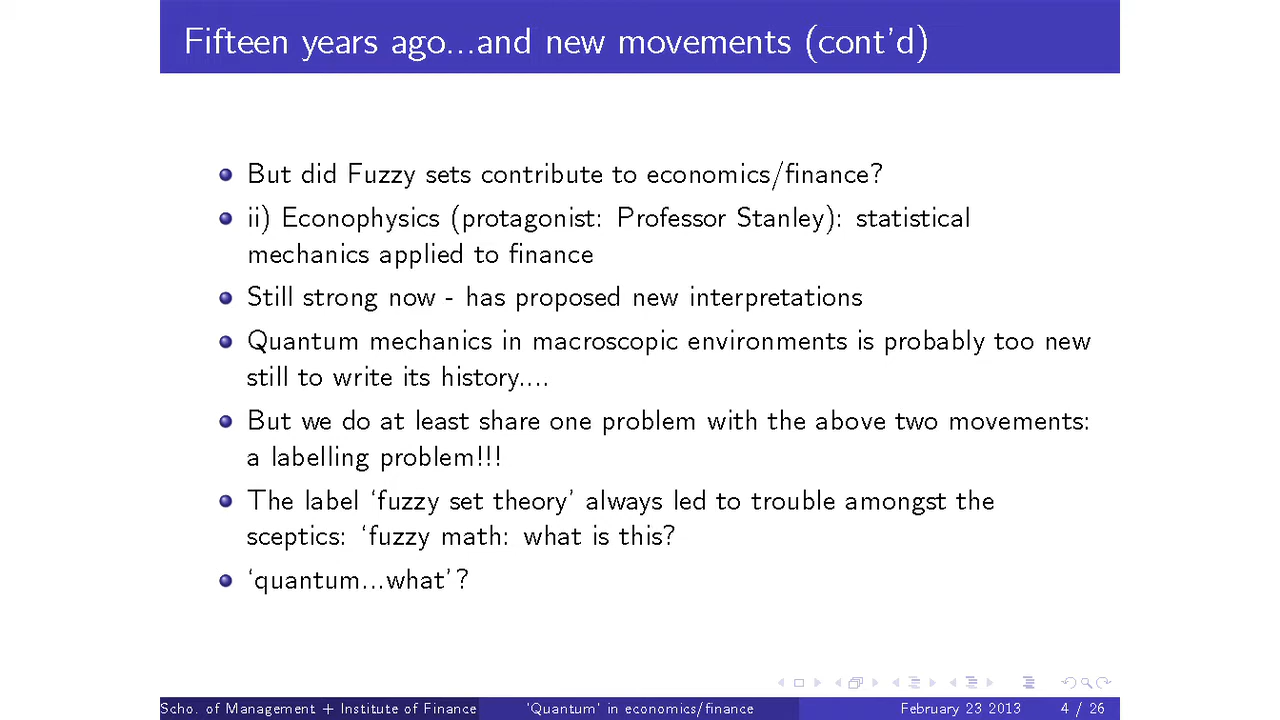 Fifteen years ago...and new movements (cont'd)
But did Fuzzy sets contribute to economics/finance?
ii) Econophysics (protagonist: Professor Stanley): statistical
mechanics applied to finance
Still strong now - has proposed new interpretations
Quantum mechanics in macroscopic environments is probably too new
still to write its history....
But we do at least share one problem with the above two movements:
a labelling problem!!!
The label ‘fuzzy set theory’ always led to trouble amongst the
sceptics: ‘fuzzy math: what is this?
‘quantum...what’?
Scho. of Management + Institute of Finance
'Quantum' in economics/finance
February 23 2013
4 / 26